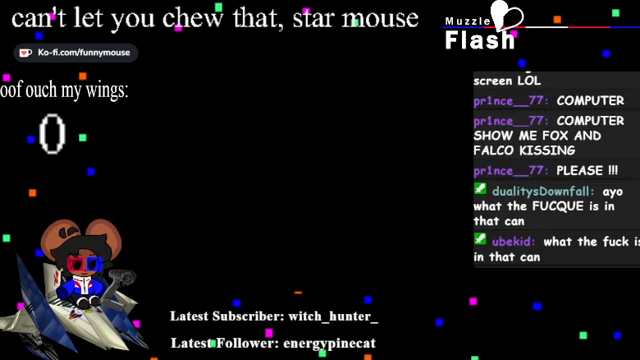 can't let you chew that, star mouse
Muzzle
Flash
Ko-fi.com/funnymouse
oof ouch my wings:
0
screen LOL
pr1nce__77: COMPUTER
pr1nce__77: COMPUTER
SHOW ME FOX AND
FALCO KISSING
pr1nce__77: PLEASE !!!
dualitysDownfall: ayo
what the FUCQUE is in
that can
ubekid: what the fuck is
in that can
Latest Subscriber: witch_hunter_
Latest Follower: energypinecat